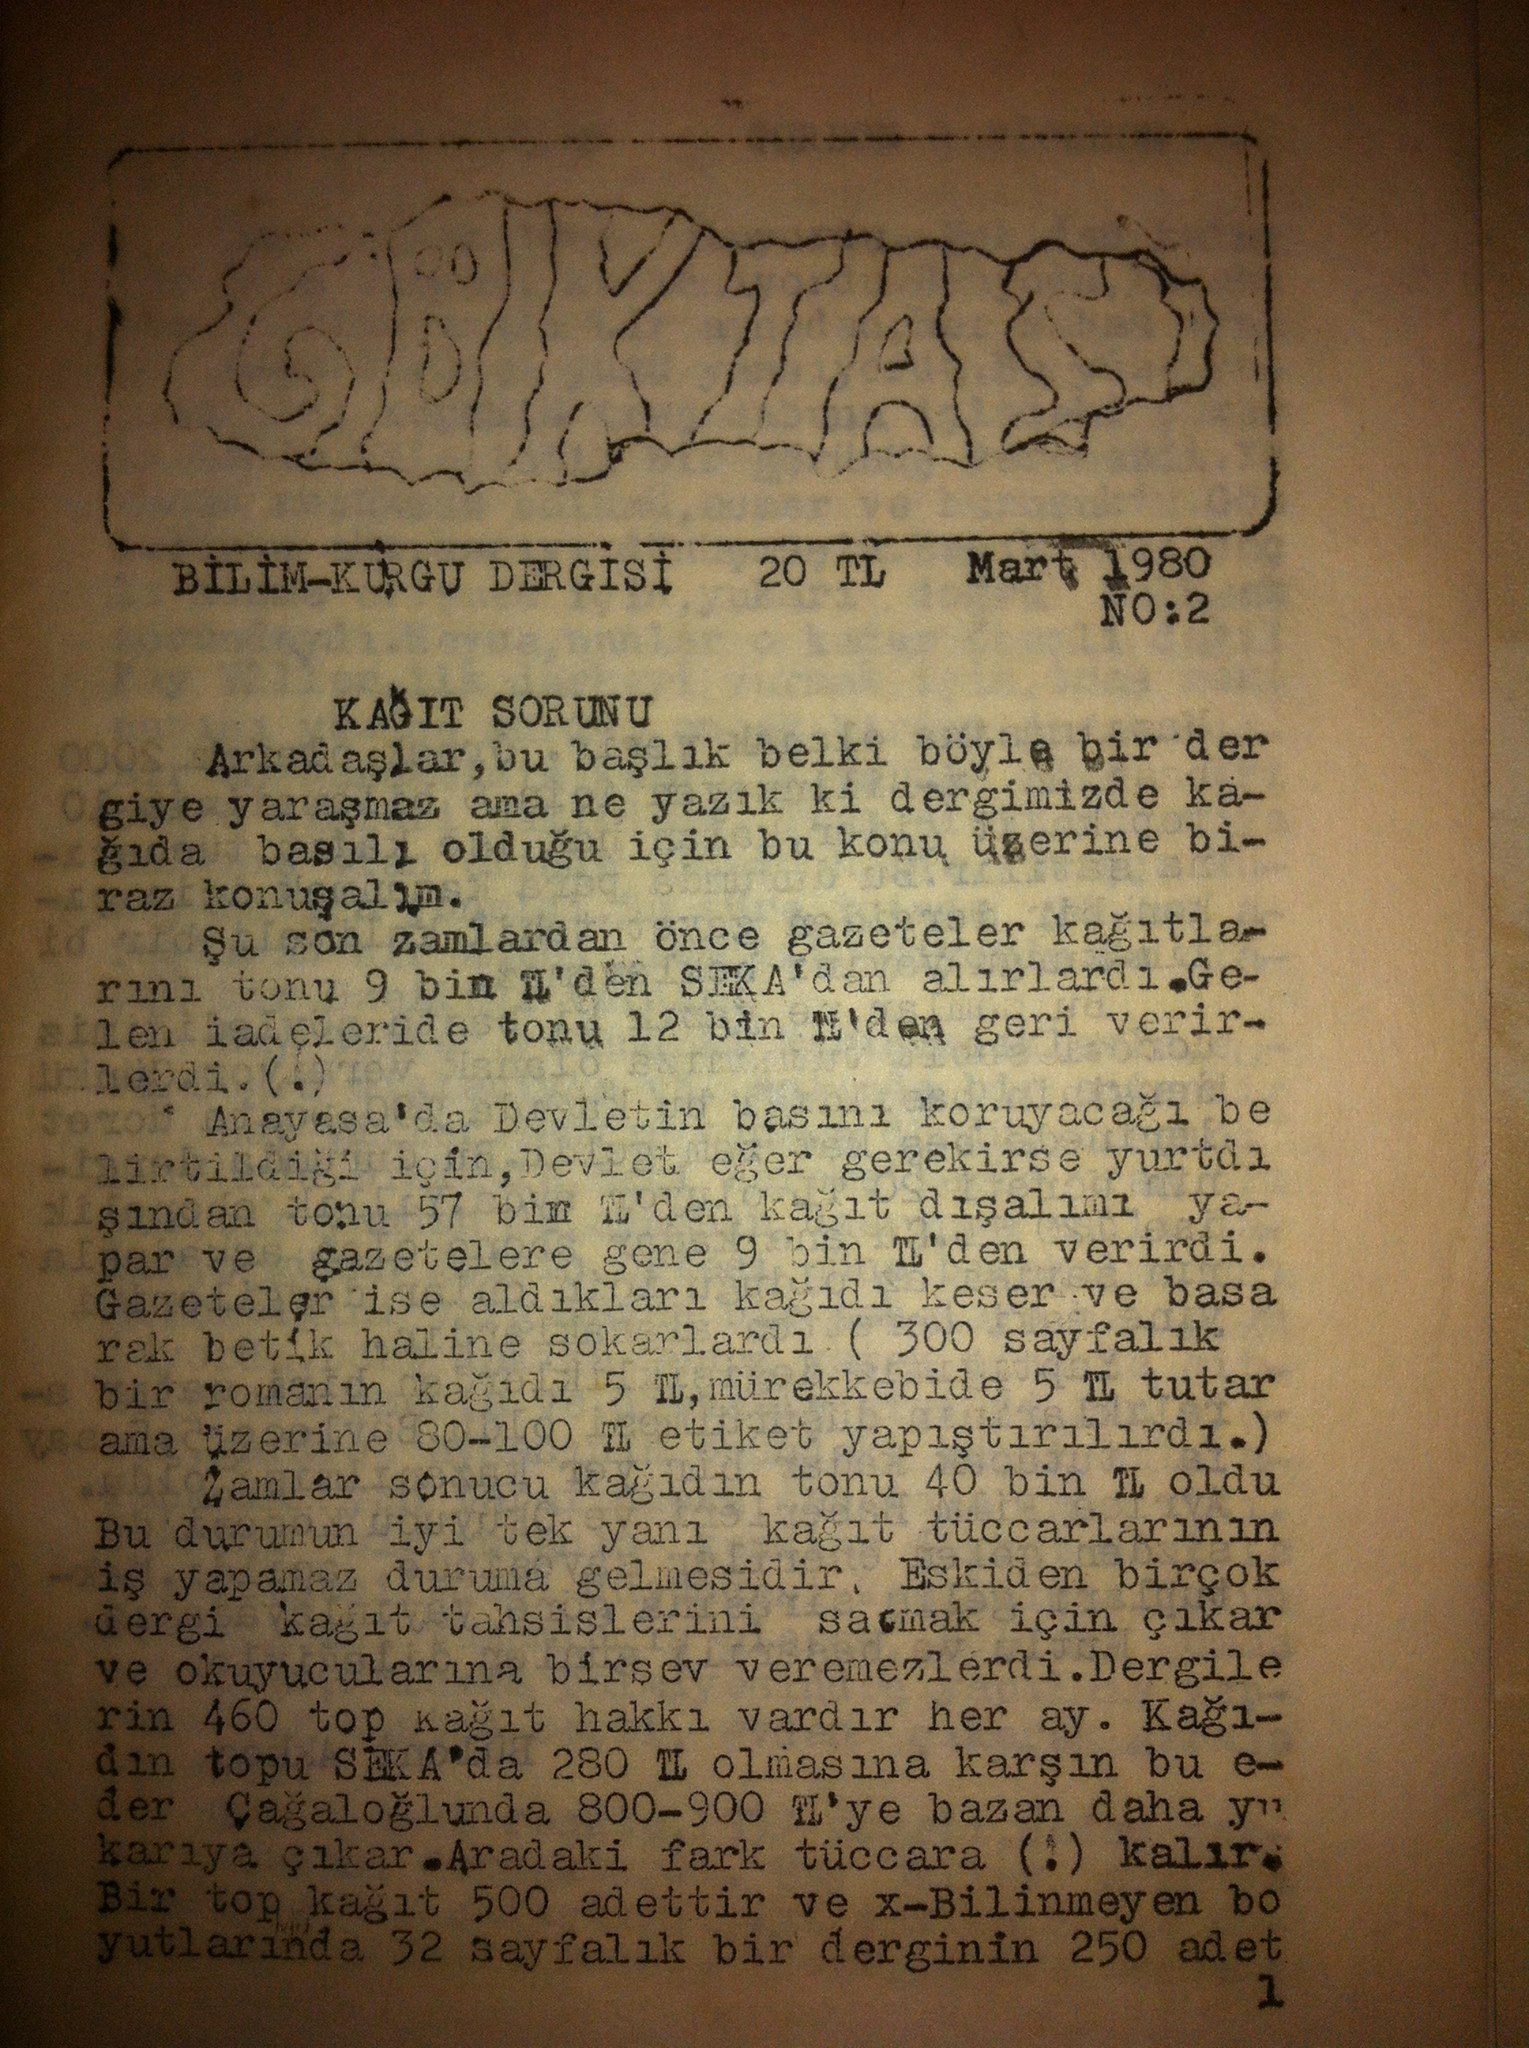 GÖKTAŞ
BİLİM-KURGU DERGİSİ 20 TL Mart 1980
NO:2
KAĞIT SORUNU
Arkadaşlar,bu başlık belki böyle bir der
giye yaraşmaz ama ne yazık ki dergimizde ka-
ğıda basılı olduğu için bu konu üzerine bi-
raz konuşalım.
Şu son zamlardan önce gazeteler kağıtla-
rını tonu 9 bin TL'den SEKA'dan alırlardı.Ge-
len iadeleride tonu 12 bin TL'den geri verir-
lerdi.(!)
Anayasa'da Devletin basını koruyacağı be
lirtildiği için,Devlet eğer gerekirse yurtdı
şından tonu 57 bin TL'den kağıt dışalımı ya-
par ve gazetelere gene 9 bin TL'den verirdi.
Gazeteler ise aldıkları kağıdı keser ve basa
rak betik haline sokarlardı ( 300 sayfalık
bir romanın kağıdı 5 TL,mürekkebide 5 TL tutar
ama üzerine 80-100 TL etiket yapıştırılırdı.)
Zamlar sonucu kağıdın tonu 40 bin TL oldu
Bu durumun iyi tek yanı kağıt tüccarlarının
iş yapamaz duruma gelmesidir. Eskiden birçok
dergi kağıt tahsislerini satmak için çıkar
ve okuyucularına birşey veremezlerdi.Dergile
rin 460 top kağıt hakkı vardır her ay. Kağı-
dın topu SEKA'da 280 TL olmasına karşın bu e-
der Çağaloğlunda 800-900 TL'ye bazan daha yu
karıya çıkar.Aradaki fark tüccara (!) kalır.
Bir top kağıt 500 adettir ve x-Bilinmeyen bo
yutlarında 32 sayfalık bir derginin 250 adet
1